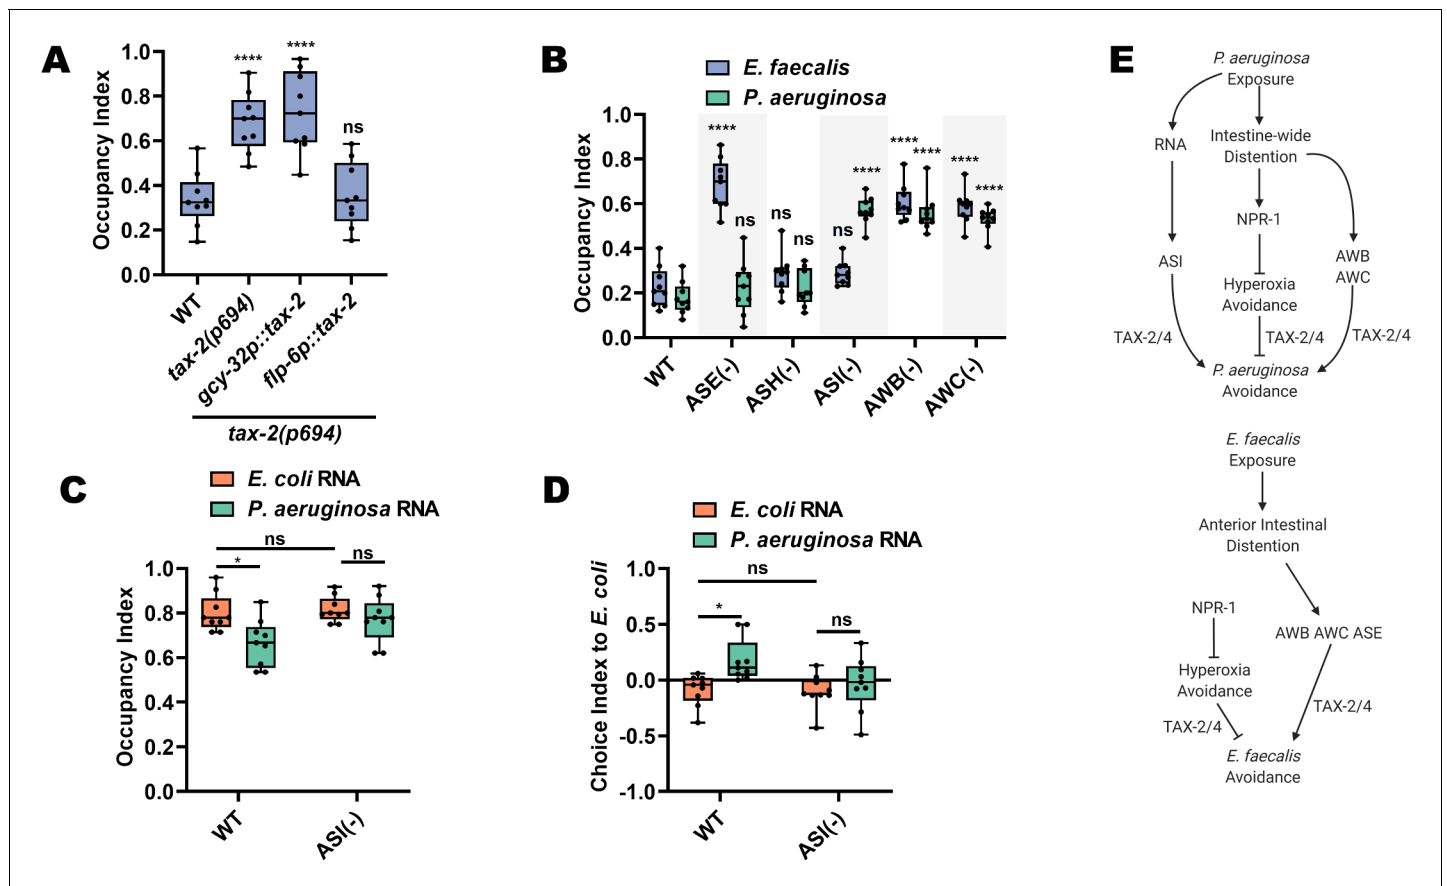 A
Occupancy Index
1.0
0.8
0.6
0.4
0.2
0.0
****
****
ns
WT
tax-2(p694)
gcy-32p::tax-2
flp-6p::tax-2
tax-2(p694)
B
E. faecalis
P. aeruginosa
Occupancy Index
1.0
0.8
0.6
0.4
0.2
0.0
****
ns
ns
ns
ns
****
****
****
****
****
WT
ASE(-)
ASH(-)
ASI(-)
AWB(-)
AWC(-)
C
E. coli RNA
P. aeruginosa RNA
Occupancy Index
1.0
0.8
0.6
0.4
0.2
0.0
ns
*
ns
WT
ASI(-)
D
E. coli RNA
P. aeruginosa RNA
Choice Index to E. coli
1.0
0.5
0.0
-0.5
-1.0
ns
*
ns
WT
ASI(-)
E
P. aeruginosa
Exposure
RNA
Intestine-wide
Distention
NPR-1
ASI
AWB
AWC
Hyperoxia
Avoidance
TAX-2/4
TAX-2/4
TAX-2/4
P. aeruginosa
Avoidance
E. faecalis
Exposure
Anterior Intestinal
Distention
NPR-1
AWB AWC ASE
Hyperoxia
Avoidance
TAX-2/4
TAX-2/4
E. faecalis
Avoidance